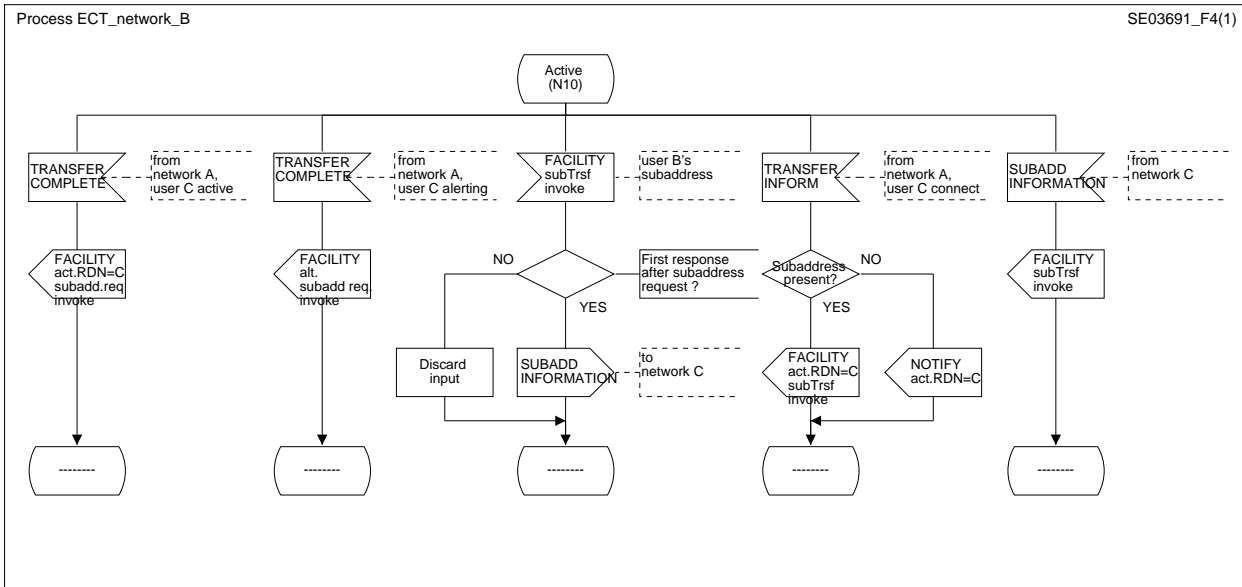 Process ECT_network_B
SE03691_F4(1)
Active
(N10)
TRANSFER
COMPLETE
from
network A,
user C active
TRANSFER
COMPLETE
from
network A,
user C alerting
FACILITY
subTrsf
invoke
user B's
subaddress
TRANSFER
INFORM
from
network A,
user C connect
SUBADD
INFORMATION
from
network C
FACILITY
act.RDN=C
subadd.req
invoke
FACILITY
alt.
subadd req.
invoke
NO
YES
First response
after subaddress
request ?
Subaddress
present?
NO
YES
FACILITY
subTrsf
invoke
Discard
input
SUBADD
INFORMATION
to
network C
FACILITY
act.RDN=C
subTrsf
invoke
NOTIFY
act.RDN=C
--------
--------
--------
--------
--------